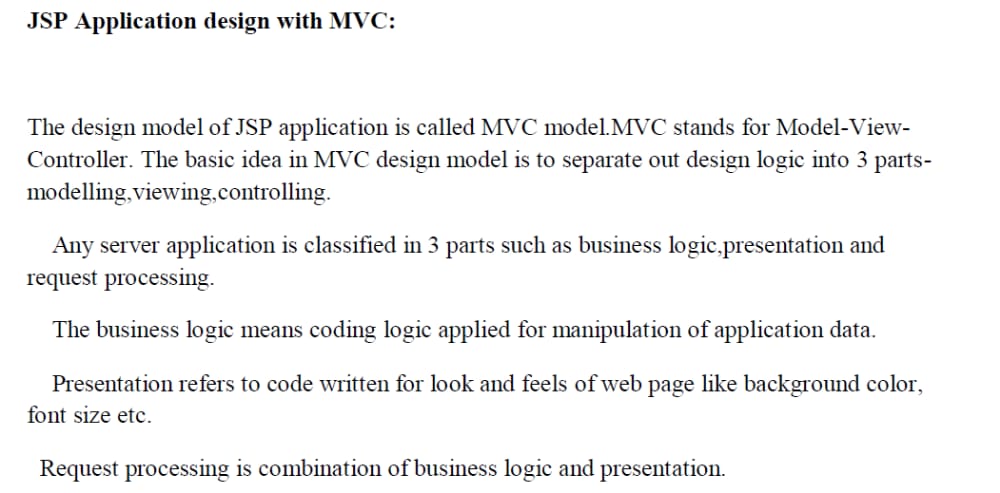 JSP Application design with MVC:
The design model of JSP application is called MVC model.MVC stands for Model-View-
Controller. The basic idea in MVC design model is to separate out design logic into 3 parts-
modelling,viewing,controlling.
Any server application is classified in 3 parts such as business logic,presentation and
request processing.
The business logic means coding logic applied for manipulation of application data.
Presentation refers to code written for look and feels of web page like background color,
font size etc.
Request processing is combination of business logic and presentation.